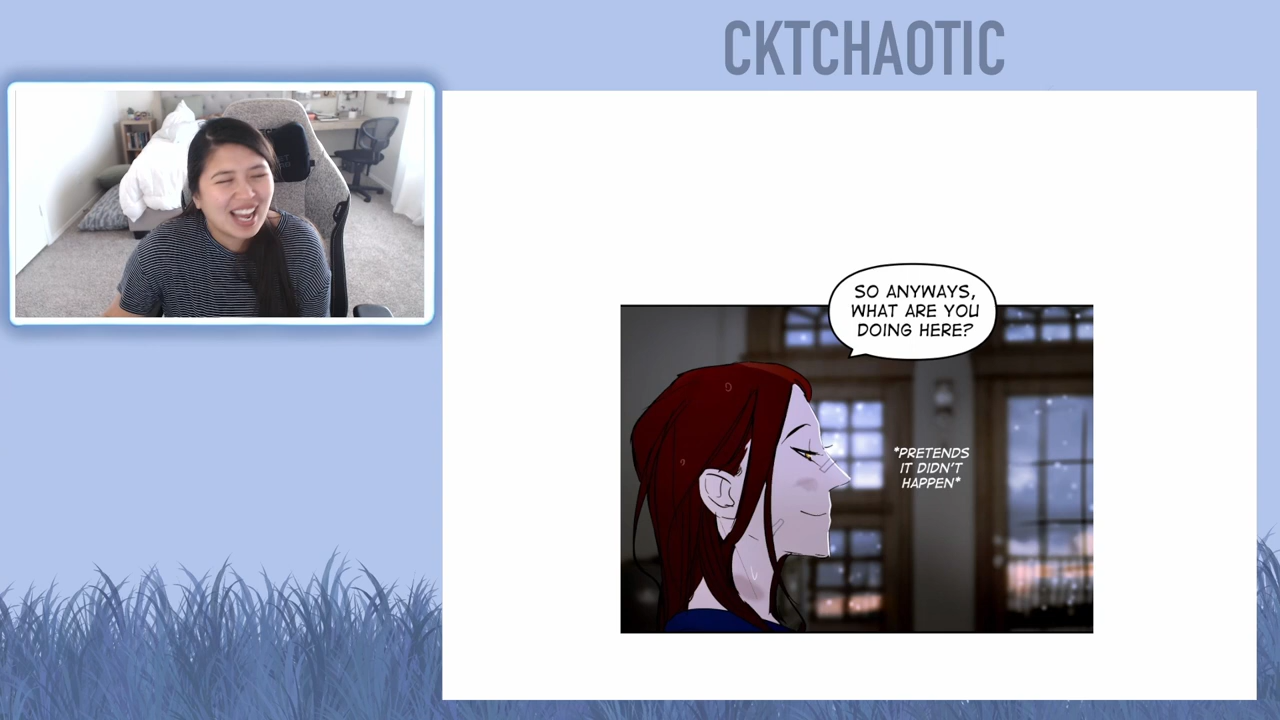 CKTCHAOTIC
SO ANYWAYS,
WHAT ARE YOU
DOING HERE?
*PRETENDS
IT DIDN'T
HAPPEN*